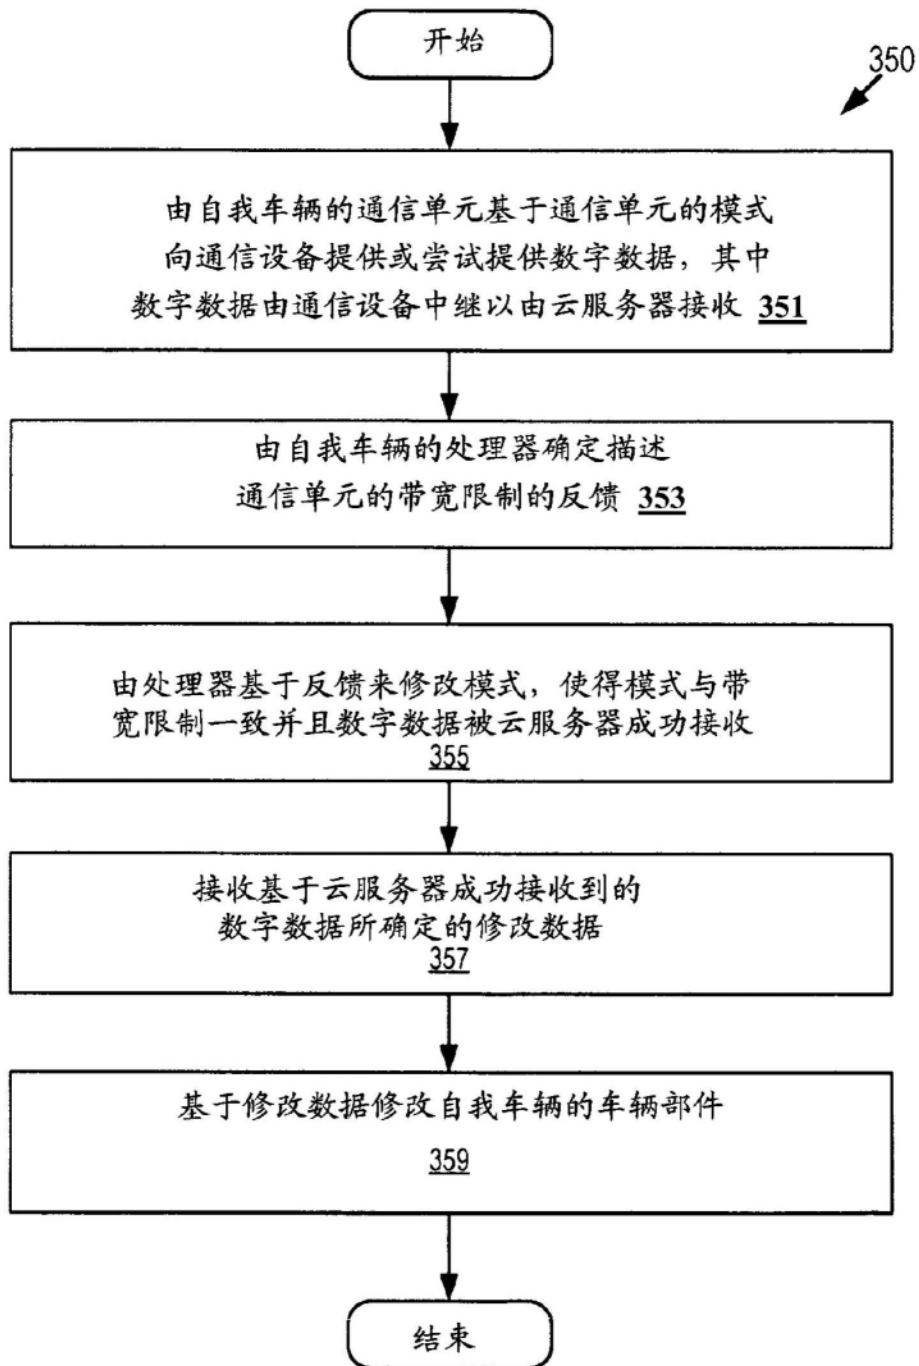 开始
350
由自我车辆的通信单元基于通信单元的模式
向通信设备提供或尝试提供数字数据，其中
数字数据由通信设备中继以由云服务器接收 351
由自我车辆的处理器确定描述
通信单元的带宽限制的反馈 353
由处理器基于反馈来修改模式，使得模式与带
宽限制一致并且数字数据被云服务器成功接收
355
接收基于云服务器成功接收到的
数字数据所确定的修改数据
357
基于修改数据修改自我车辆的车辆部件
359
结束